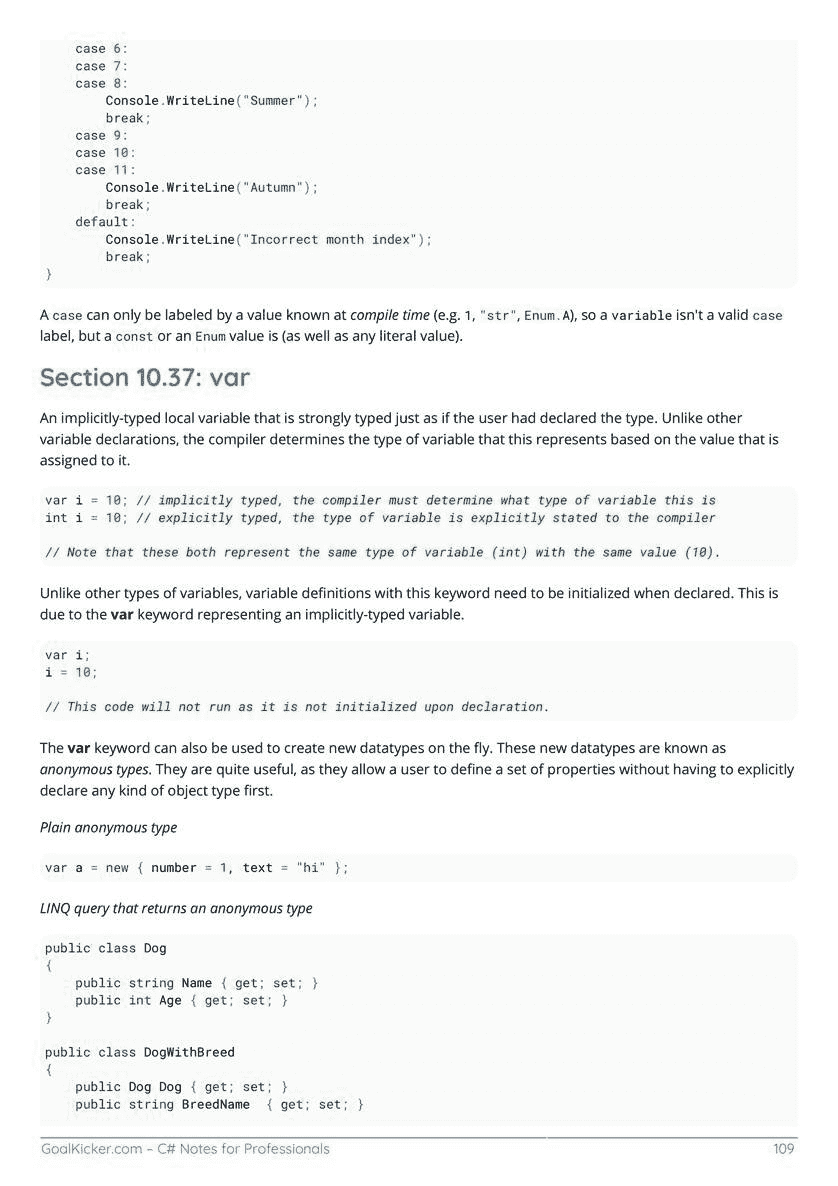 case 6:
    case 7:
    case 8:
        Console.WriteLine("Summer");
        break;
    case 9:
    case 10:
    case 11:
        Console.WriteLine("Autumn");
        break;
    default:
        Console.WriteLine("Incorrect month index");
        break;
}
A case can only be labeled by a value known at compile time (e.g. 1, "str", Enum.A), so a variable isn't a valid case
label, but a const or an Enum value is (as well as any literal value).
Section 10.37: var
An implicitly-typed local variable that is strongly typed just as if the user had declared the type. Unlike other
variable declarations, the compiler determines the type of variable that this represents based on the value that is
assigned to it.
var i = 10; // implicitly typed, the compiler must determine what type of variable this is
int i = 10; // explicitly typed, the type of variable is explicitly stated to the compiler
// Note that these both represent the same type of variable (int) with the same value (10).
Unlike other types of variables, variable definitions with this keyword need to be initialized when declared. This is
due to the var keyword representing an implicitly-typed variable.
var i;
i = 10;
// This code will not run as it is not initialized upon declaration.
The var keyword can also be used to create new datatypes on the fly. These new datatypes are known as
anonymous types. They are quite useful, as they allow a user to define a set of properties without having to explicitly
declare any kind of object type first.
Plain anonymous type
var a = new { number = 1, text = "hi" };
LINQ query that returns an anonymous type
public class Dog
{
    public string Name { get; set; }
    public int Age { get; set; }
}
public class DogWithBreed
{
    public Dog Dog { get; set; }
    public string BreedName  { get; set; }
GoalKicker.com – C# Notes for Professionals 109